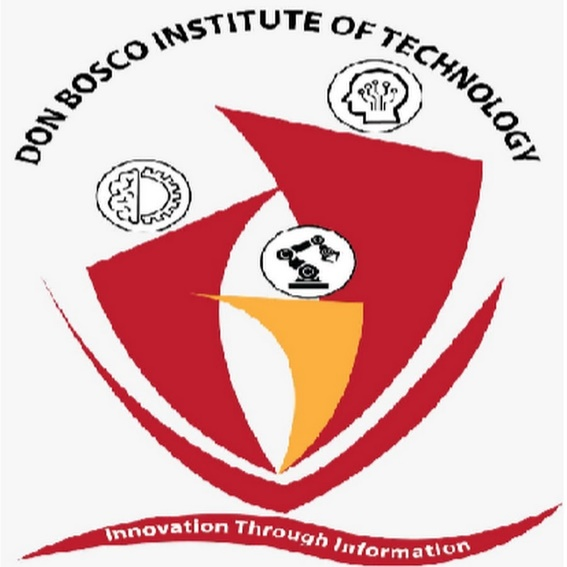 DON BOSCO INSTITUTE OF TECHNOLOGY
Innovation Through Information